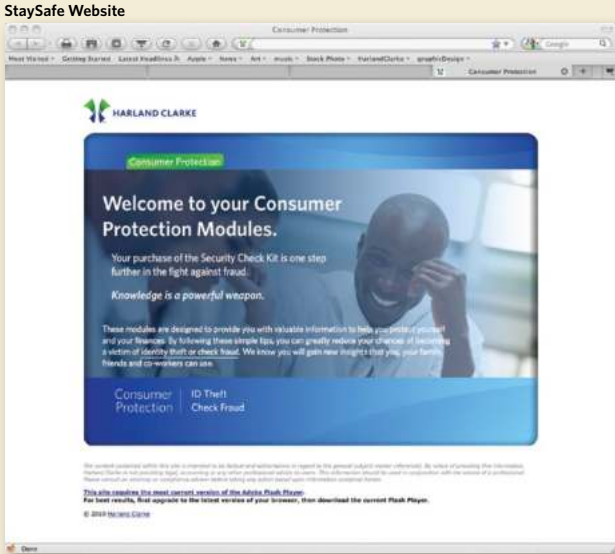 StaySafe Website
Consumer Protection
Google
Most Visited Getting Started Latest Headlines Apple News Art music Stock Photo HarlandClarke graphicDesign
Consumer Protection
HARLAND CLARKE
Consumer Protection
Welcome to your Consumer
Protection Modules.
Your purchase of the Security Check Kit is one step
further in the fight against fraud.
Knowledge is a powerful weapon.
These modules are designed to provide you with valuable information to help you protect yourself
and your finances. By following these simple tips, you can greatly reduce your chances of becoming
a victim of identity theft or check fraud. We know you will gain new insights that you, your family,
friends and co-workers can use.
Consumer
Protection
ID Theft
Check Fraud
This site requires the most current version of the Adobe Flash Player.
For best results, first upgrade to the latest version of your browser, then download the current Flash Player.
© 2010 Harland Clarke
Done